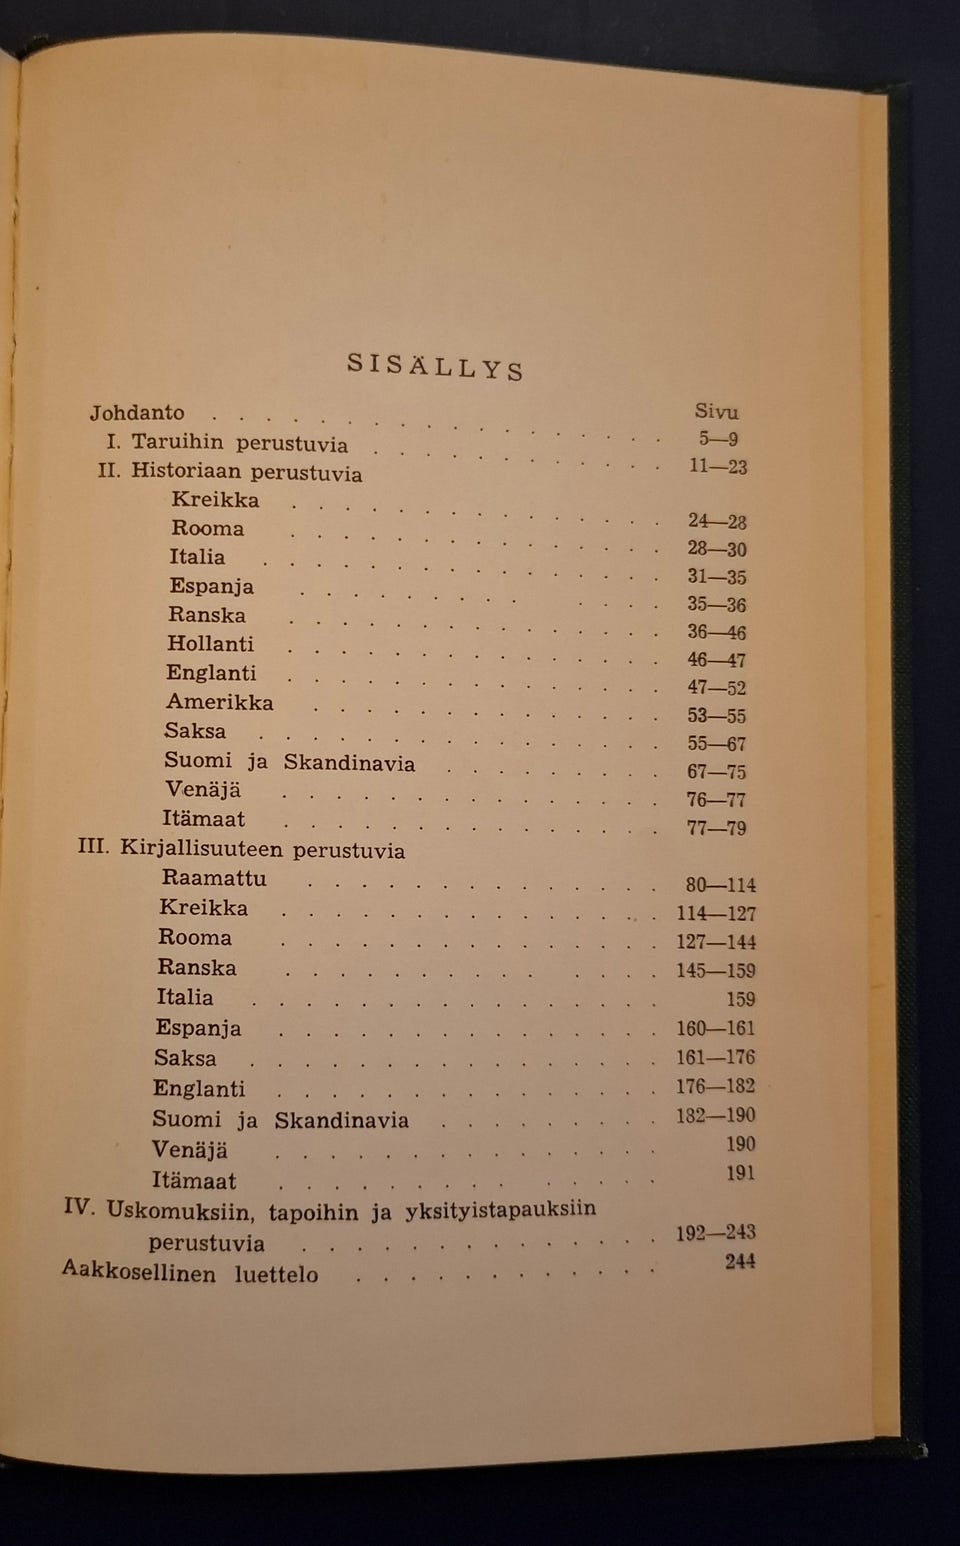 SISÄLLYS
Sivu
Johdanto . . . . . . . . . . . . . . . . . 5—9
I. Taruihin perustuvia . . . . . . . . . . . 11—23
II. Historiaan perustuvia
Kreikka . . . . . . . . . . . . . . 24—28
Rooma . . . . . . . . . . . . . . 28—30
Italia . . . . . . . . . . . . . . . 31—35
Espanja . . . . . . . . . . . . . 35—36
Ranska . . . . . . . . . . . . . . 36—46
Hollanti . . . . . . . . . . . . . . 46—47
Englanti . . . . . . . . . . . . . . 47—52
Amerikka . . . . . . . . . . . . . 53—55
Saksa . . . . . . . . . . . . . . . 55—67
Suomi ja Skandinavia . . . . . . . . 67—75
Venäjä . . . . . . . . . . . . . . 76—77
Itämaat . . . . . . . . . . . . . . 77—79
III. Kirjallisuuteen perustuvia
Raamattu . . . . . . . . . . . . . 80—114
Kreikka . . . . . . . . . . . . . . 114—127
Rooma . . . . . . . . . . . . . . 127—144
Ranska . . . . . . . . . . . . . . 145—159
Italia . . . . . . . . . . . . . . . 159
Espanja . . . . . . . . . . . . . . 160—161
Saksa . . . . . . . . . . . . . . . 161—176
Englanti . . . . . . . . . . . . . . 176—182
Suomi ja Skandinavia . . . . . . . . 182—190
Venäjä . . . . . . . . . . . . . . 190
Itämaat . . . . . . . . . . . . . . 191
IV. Uskomuksiin, tapoihin ja yksityistapauksiin
perustuvia . . . . . . . . . . . . . 192—243
Aakkosellinen luettelo . . . . . . . . . . . 244